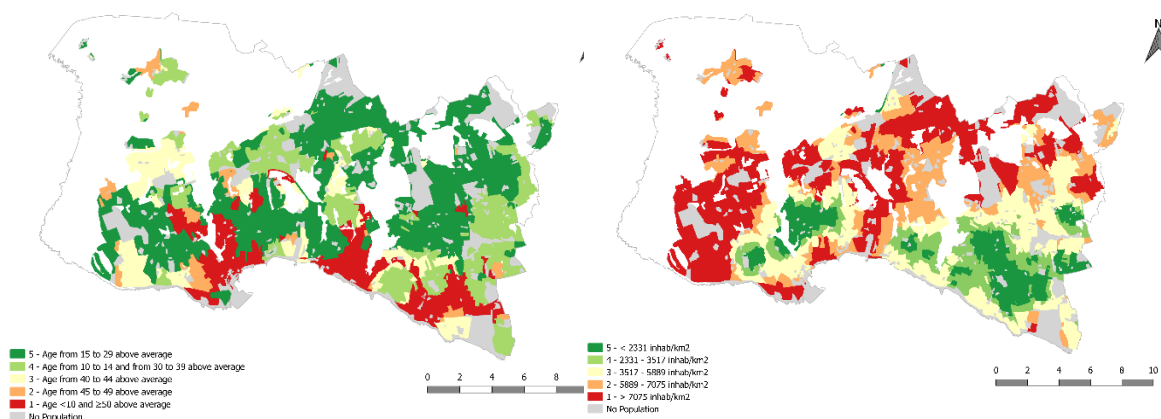 5 - Age from 15 to 29 above average
4 - Age from 10 to 14 and from 30 to 39 above average
3 - Age from 40 to 44 above average
2 - Age from 45 to 49 above average
1 - Age <10 and ≥50 above average
No Population
0 2 4 6 8
N
5 - < 2331 inhab/km2
4 - 2331 - 3517 inhab/km2
3 - 3517 - 5889 inhab/km2
2 - 5889 - 7075 inhab/km2
1 - > 7075 inhab/km2
No Population
0 2 4 6 8 10